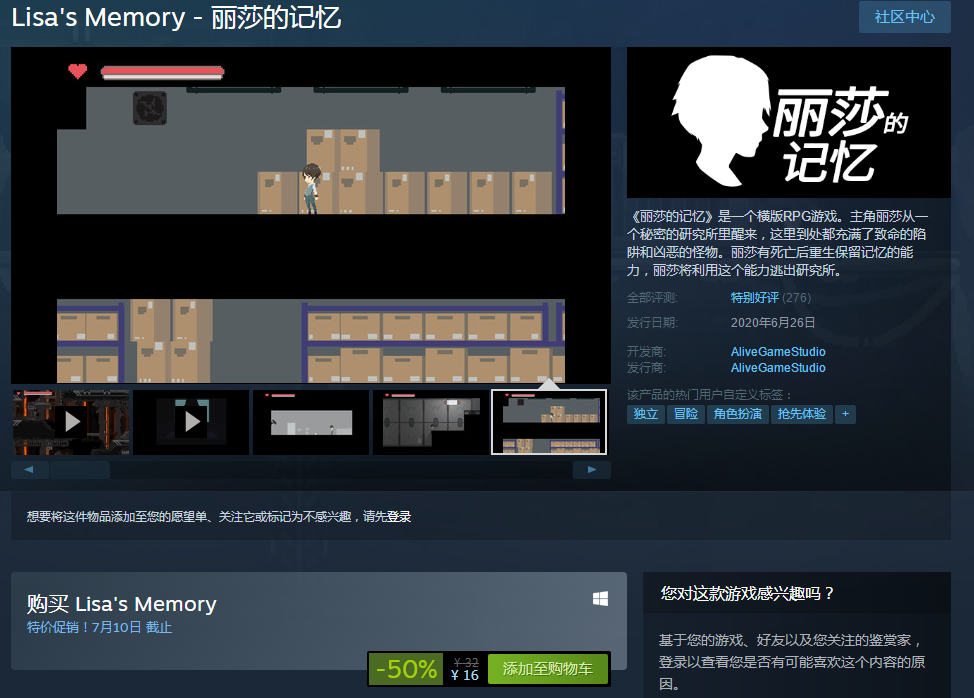 Lisa's Memory - 丽莎的记忆
社区中心
丽莎的
记忆
《丽莎的记忆》是一个横版RPG游戏。主角丽莎从一
个秘密的研究所里醒来，这里到处都充满了致命的陷
阱和凶恶的怪物。丽莎有死亡后重生保留记忆的能
力，丽莎将利用这个能力逃出研究所。
全部评测: 特别好评 (276)
发行日期: 2020年6月26日
开发商: AliveGameStudio
发行商: AliveGameStudio
该产品的热门用户自定义标签：
独立 冒险 角色扮演 抢先体验 +
想要将这件物品添加至您的愿望单、关注它或标记为不感兴趣，请先登录
购买 Lisa's Memory
特价促销！7月10日 截止
-50% ¥ 32 ¥ 16 添加至购物车
您对这款游戏感兴趣吗？
基于您的游戏、好友以及您关注的鉴赏家，
登录以查看您是否有可能喜欢这个内容的原
因。